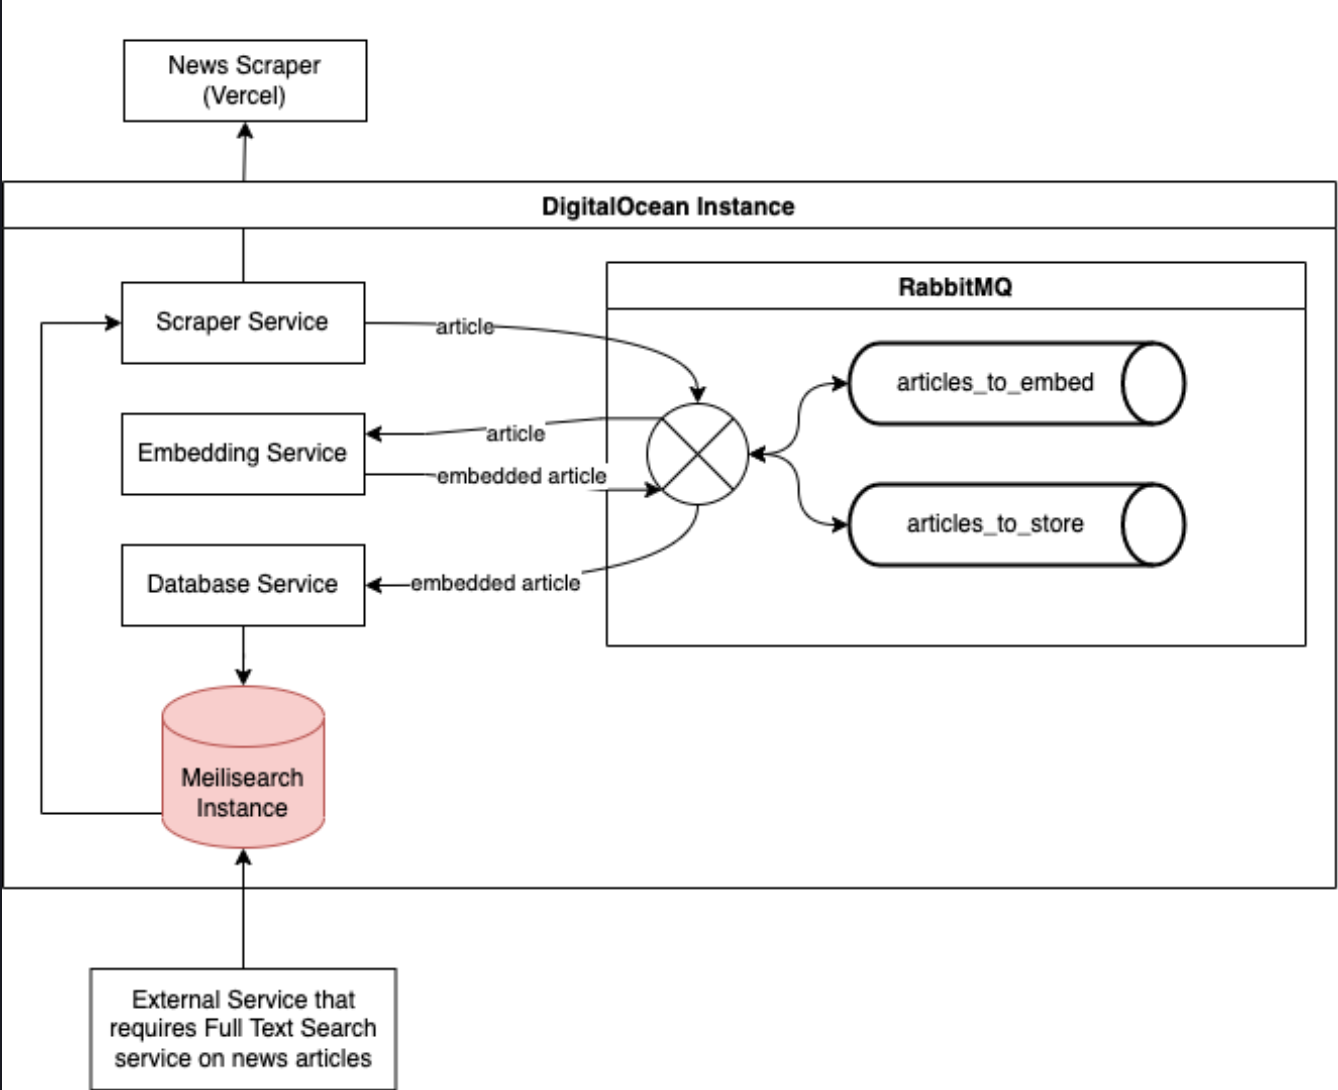 News Scraper
(Vercel)
DigitalOcean Instance
RabbitMQ
Scraper Service
article
articles_to_embed
article
Embedding Service
embedded article
articles_to_store
Database Service
embedded article
Meilisearch
Instance
External Service that
requires Full Text Search
service on news articles